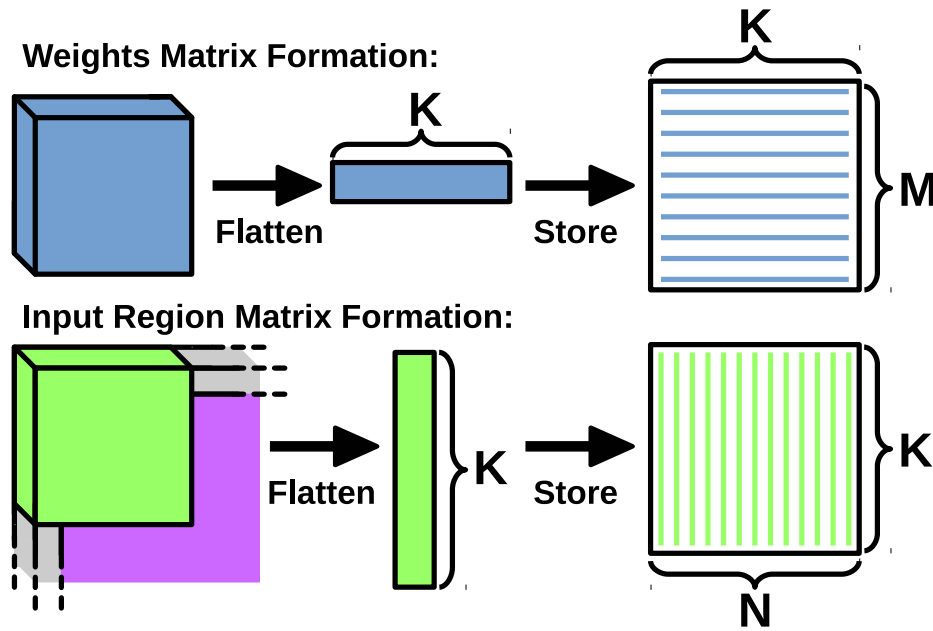 Weights Matrix Formation:
K
K
Flatten
Store
M
Input Region Matrix Formation:
Flatten
K
Store
K
N